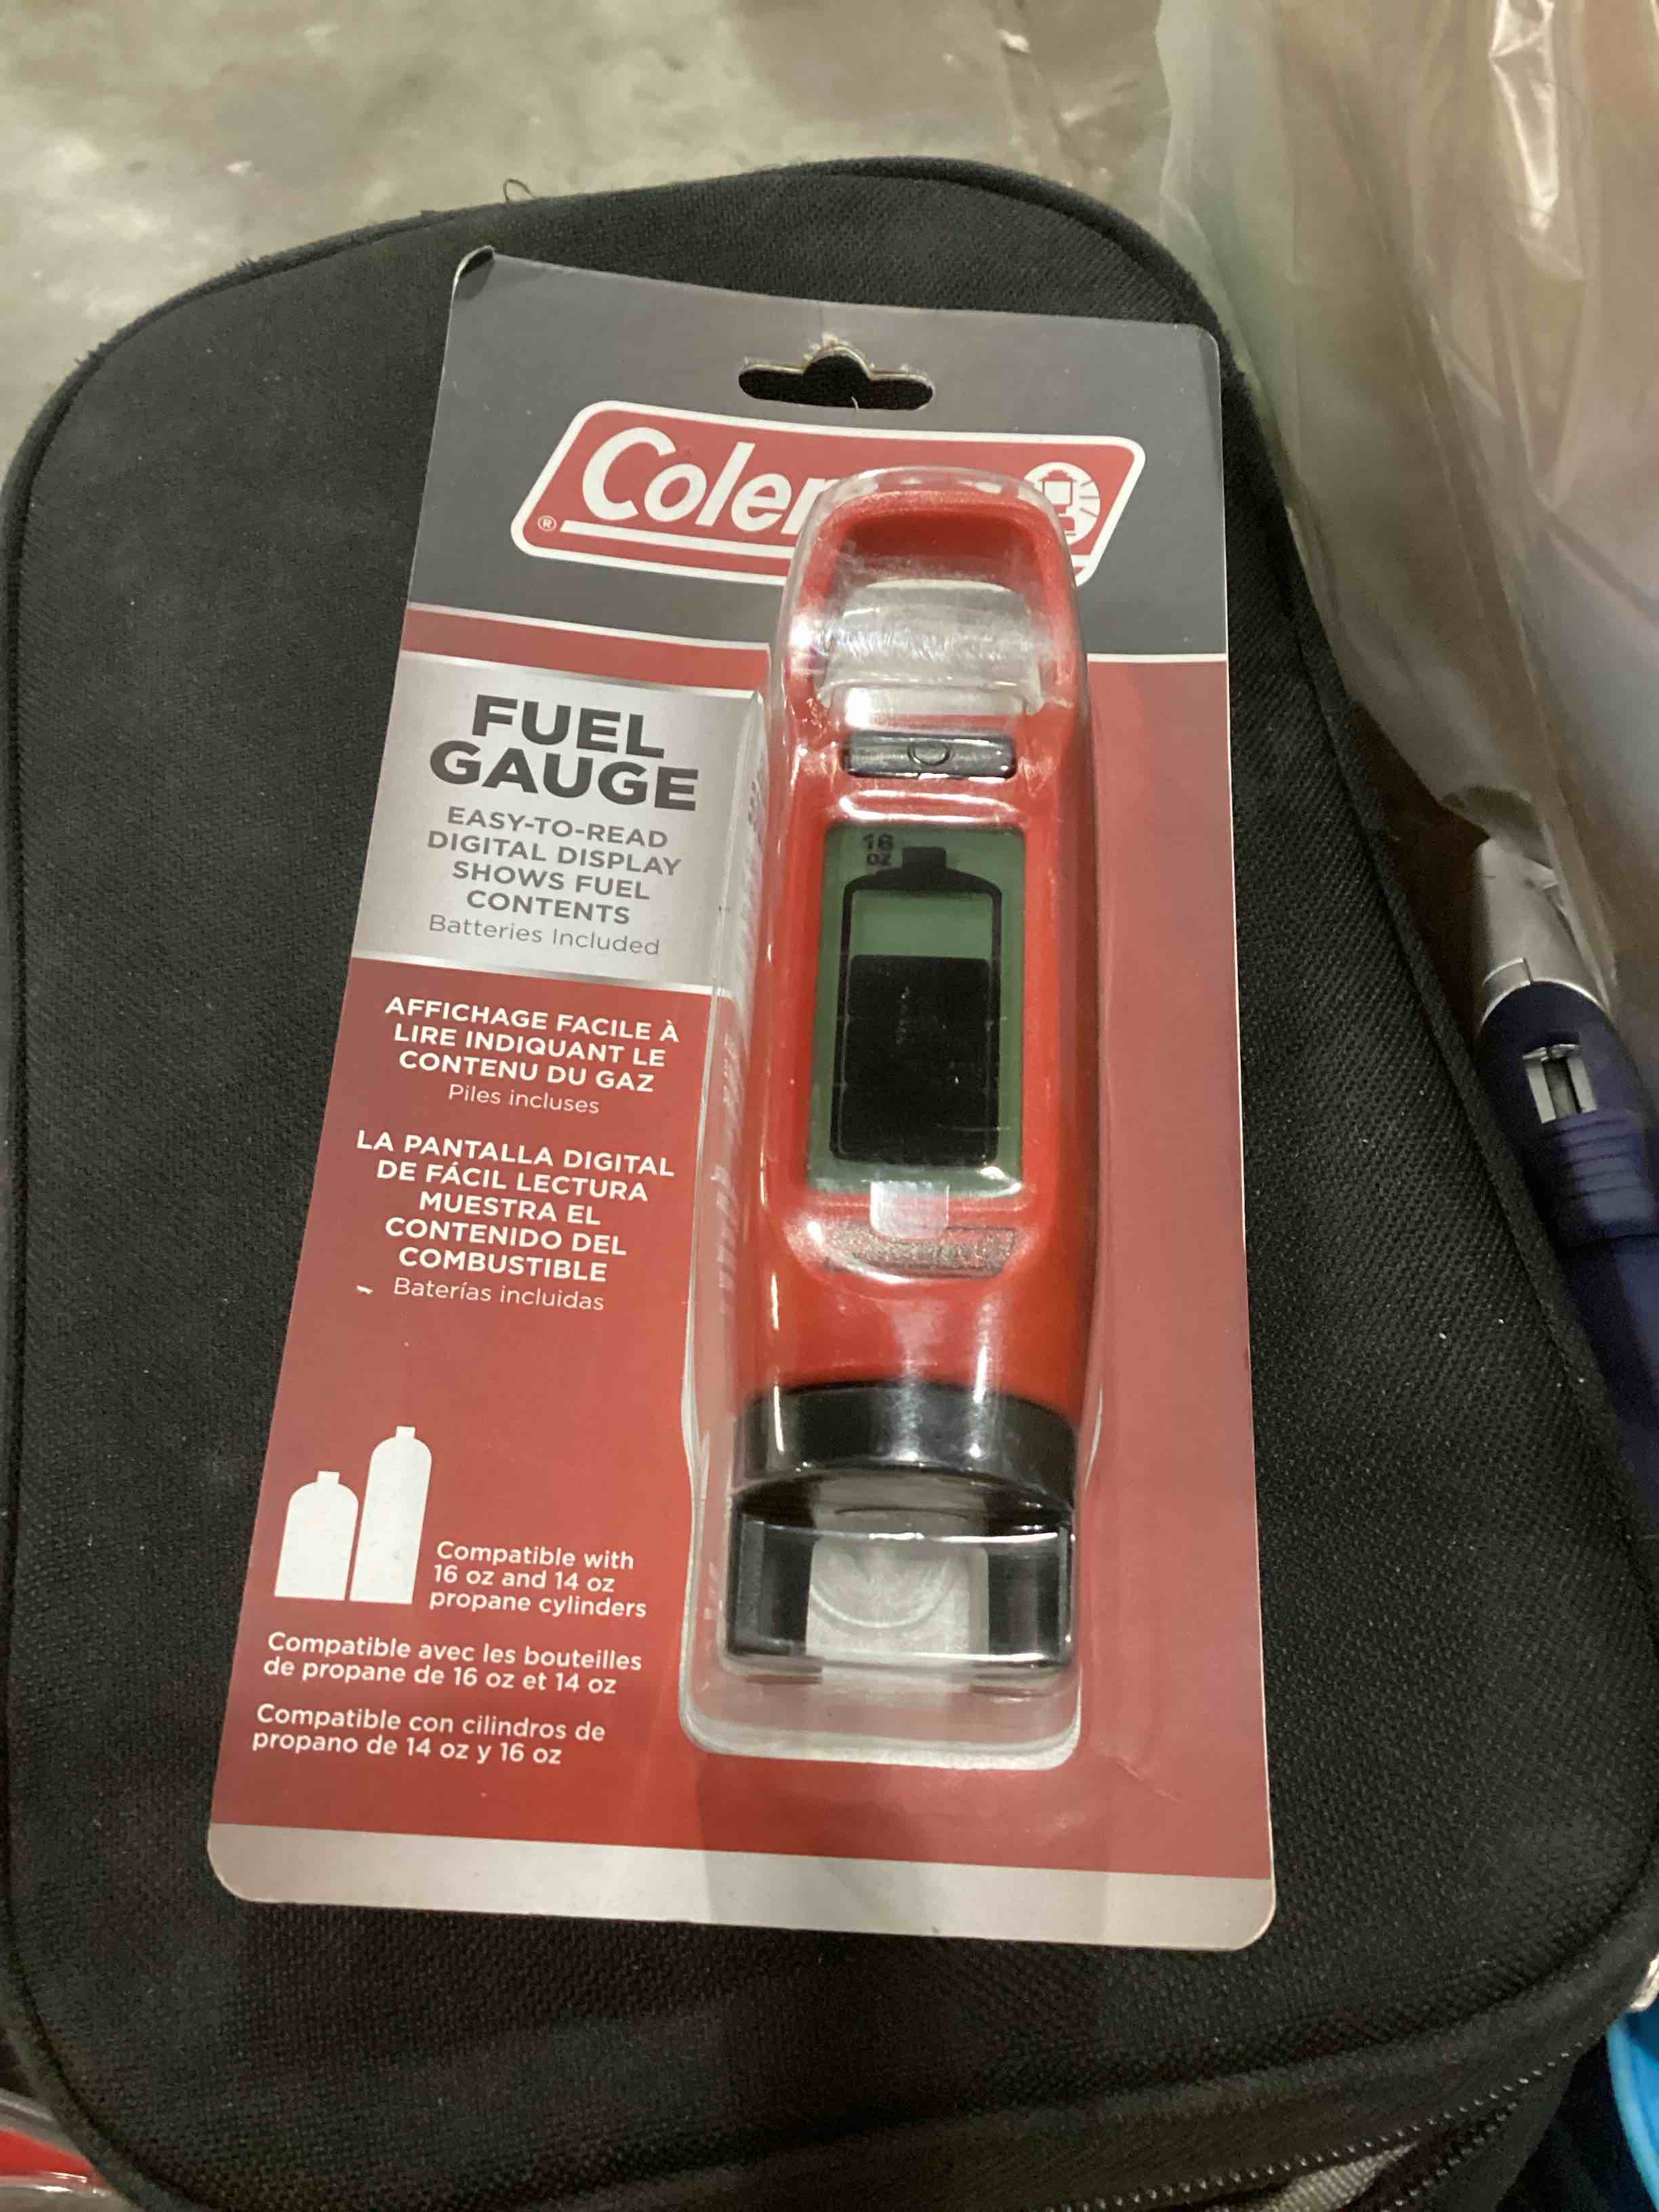 ®
FUEL
GAUGE
EASY-TO-READ
DIGITAL DISPLAY
SHOWS FUEL
CONTENTS
Batteries Included
AFFICHAGE FACILE À
LIRE INDIQUANT LE
CONTENU DU GAZ
Piles incluses
LA PANTALLA DIGITAL
DE FÁCIL LECTURA
MUESTRA EL
CONTENIDO DEL
COMBUSTIBLE
Baterías incluidas
Compatible with
16 oz and 14 oz
propane cylinders
Compatible avec les bouteilles
de propane de 16 oz et 14 oz
Compatible con cilindros de
propano de 14 oz y 16 oz
16
oz